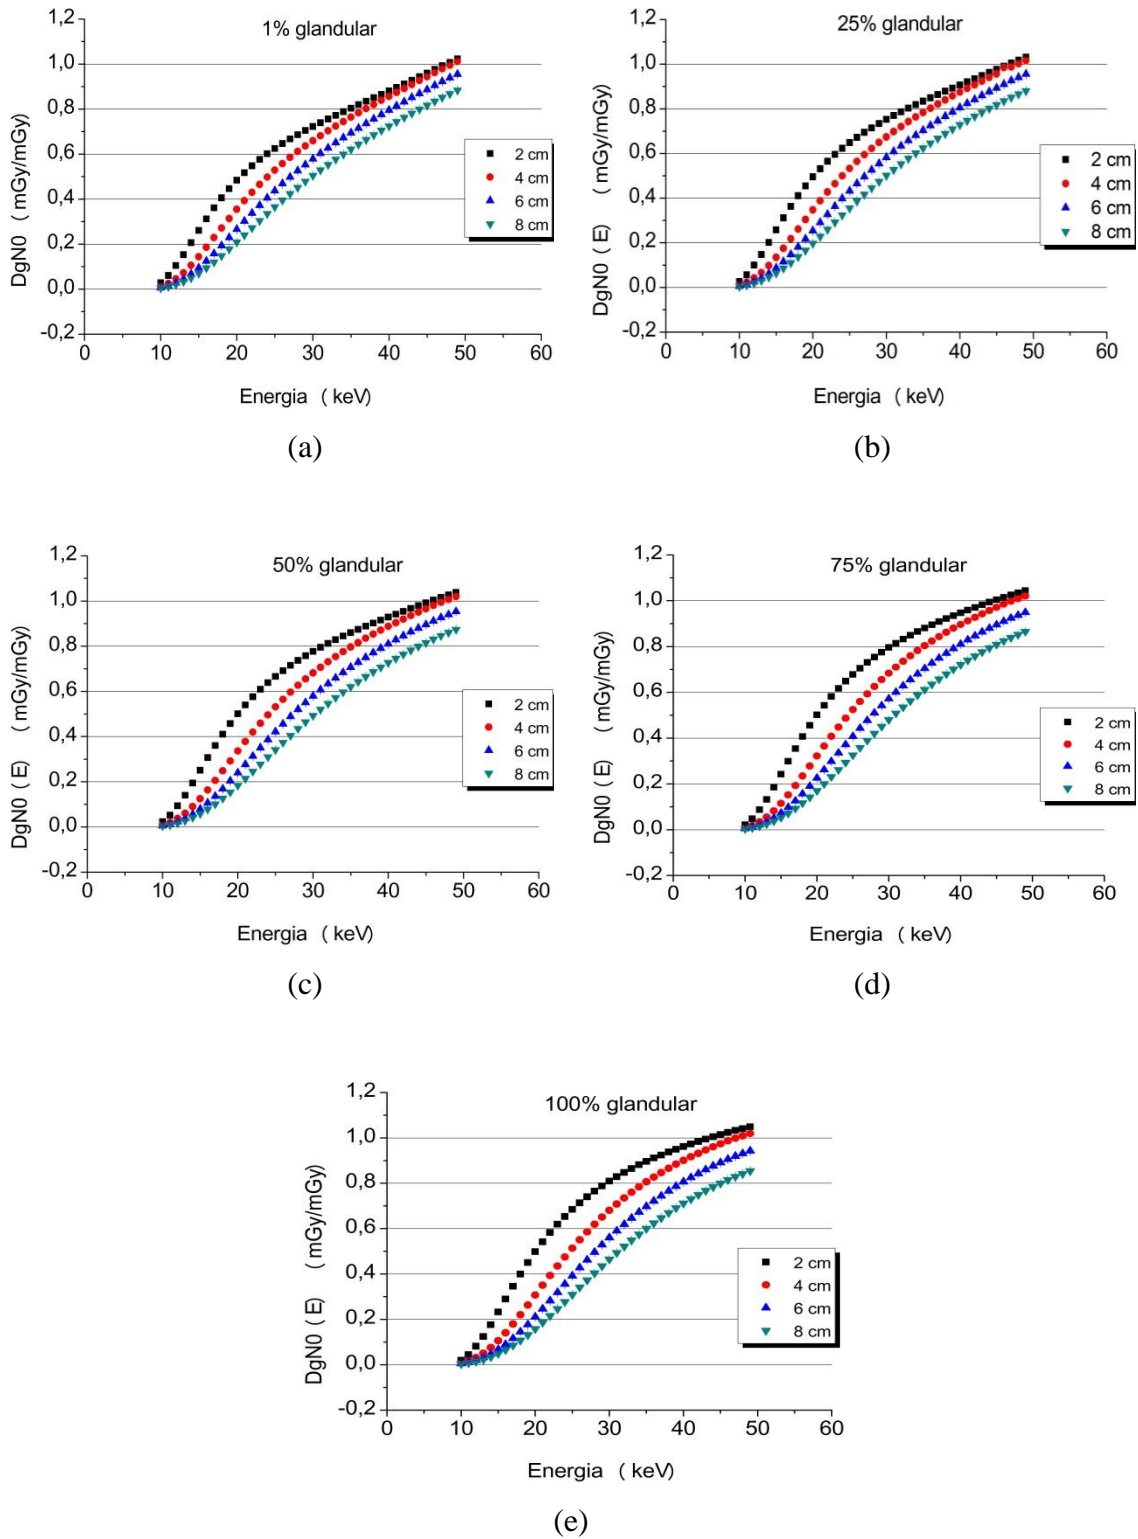 1% glandular
DgN0 (mGy/mGy)
1,2
1,0
0,8
0,6
0,4
0,2
0,0
-0,2
0 10 20 30 40 50 60
Energia (keV)
2 cm
4 cm
6 cm
8 cm
(a)
25% glandular
DgN0 (E) (mGy/mGy)
1,2
1,0
0,8
0,6
0,4
0,2
0,0
-0,2
0 10 20 30 40 50 60
Energia (keV)
2 cm
4 cm
6 cm
8 cm
(b)
50% glandular
DgN0 (E) (mGy/mGy)
1,2
1,0
0,8
0,6
0,4
0,2
0,0
-0,2
0 10 20 30 40 50 60
Energia (keV)
2 cm
4 cm
6 cm
8 cm
(c)
75% glandular
DgN0 (E) (mGy/mGy)
1,2
1,0
0,8
0,6
0,4
0,2
0,0
-0,2
0 10 20 30 40 50 60
Energia (keV)
2 cm
4 cm
6 cm
8 cm
(d)
100% glandular
DgN0 (E) (mGy/mGy)
1,2
1,0
0,8
0,6
0,4
0,2
0,0
-0,2
0 10 20 30 40 50 60
Energia (keV)
2 cm
4 cm
6 cm
8 cm
(e)